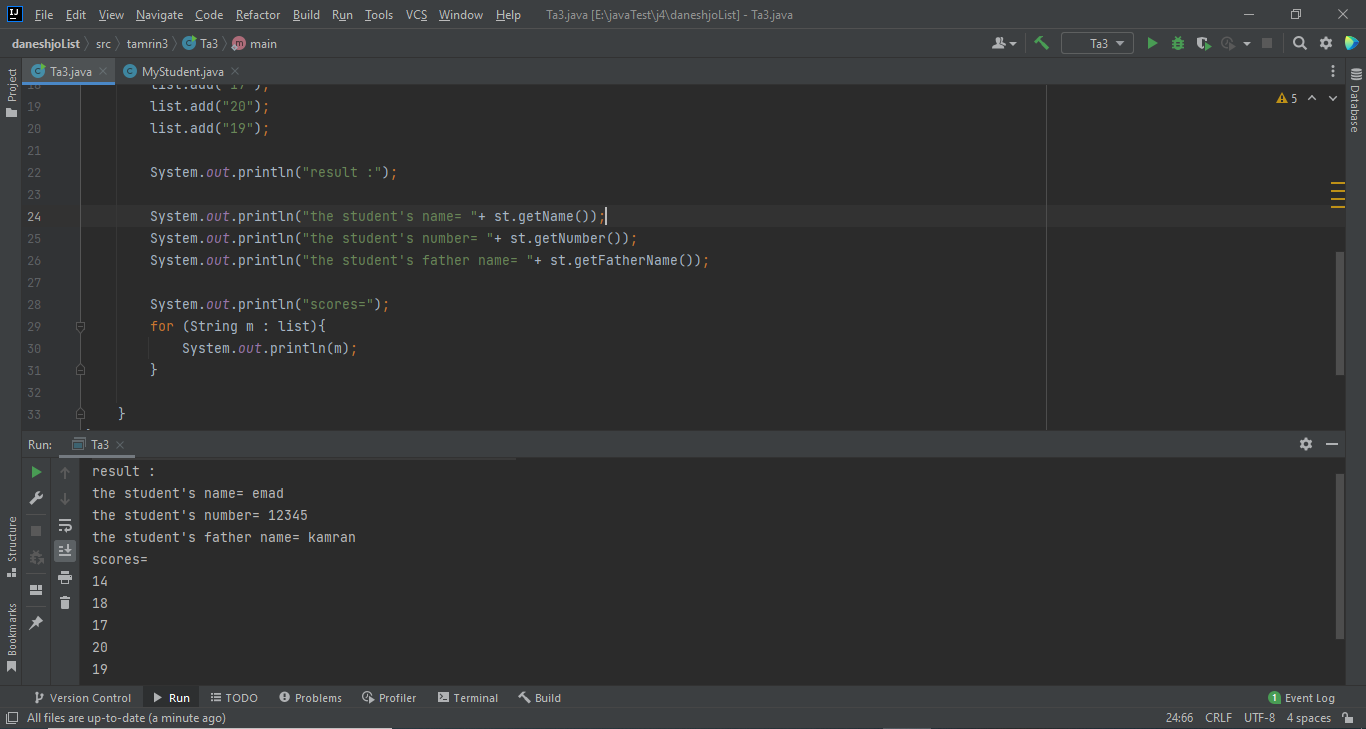 File Edit View Navigate Code Refactor Build Run Tools VCS Window Help Ta3.java [E:\javaTest\j4\daneshjoList] - Ta3.java
daneshjoList src tamrin3 Ta3 main Ta3
Ta3.java MyStudent.java
Project
Database
5
18 list.add("17");
19 list.add("20");
20 list.add("19");
21
22 System.out.println("result :");
23
24 System.out.println("the student's name= "+ st.getName());
25 System.out.println("the student's number= "+ st.getNumber());
26 System.out.println("the student's father name= "+ st.getFatherName());
27
28 System.out.println("scores=");
29 for (String m : list){
30 System.out.println(m);
31 }
32
33 }
Run: Ta3
result :
the student's name= emad
the student's number= 12345
the student's father name= kamran
scores=
14
18
17
20
19
Structure
Bookmarks
Version Control Run TODO Problems Profiler Terminal Build 1 Event Log
All files are up-to-date (a minute ago) 24:66 CRLF UTF-8 4 spaces